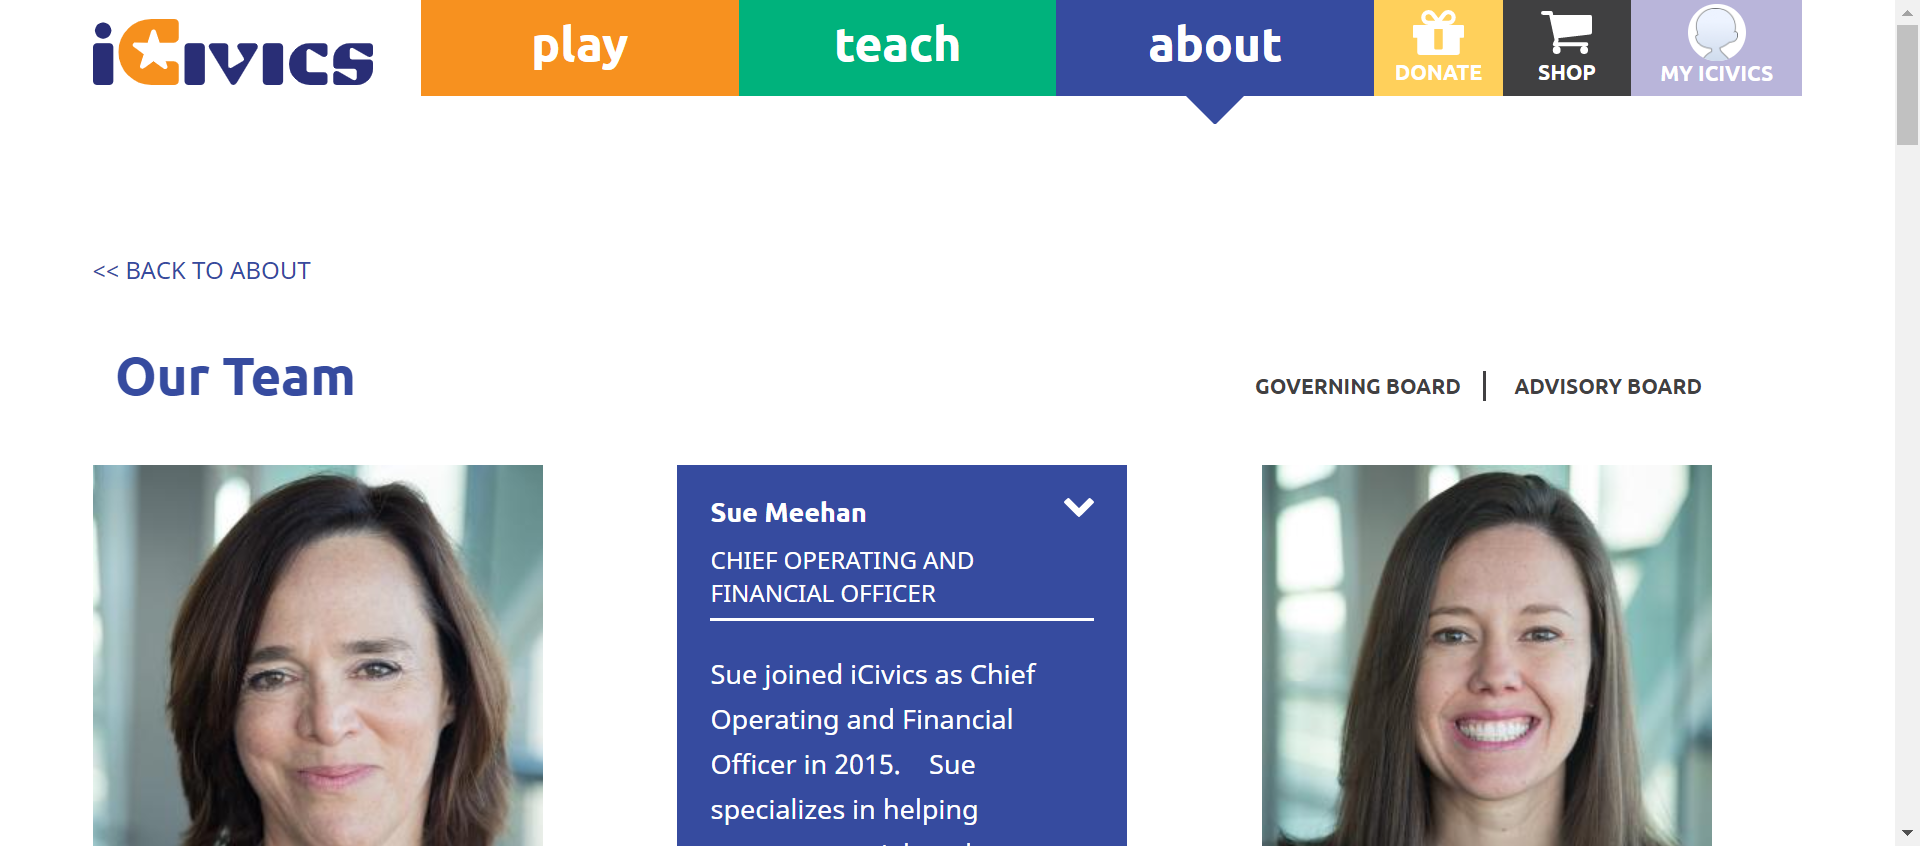 iCivics
play
teach
about
DONATE
SHOP
MY ICIVICS
<< BACK TO ABOUT
Our Team
GOVERNING BOARD
ADVISORY BOARD
Sue Meehan
CHIEF OPERATING AND
FINANCIAL OFFICER
Sue joined iCivics as Chief
Operating and Financial
Officer in 2015. Sue
specializes in helping